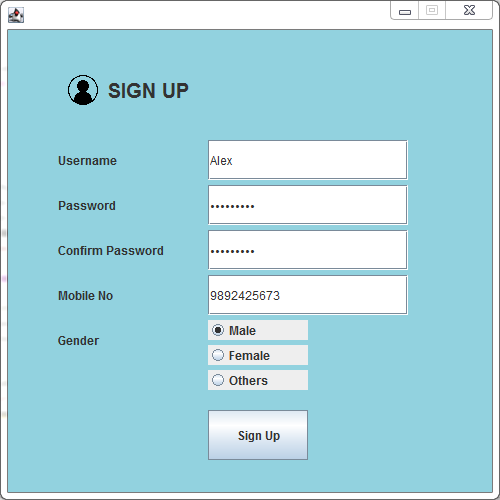 SIGN UP
Username Alex
Password •••••••••
Confirm Password •••••••••
Mobile No 9892425673
Gender Male
Female
Others
Sign Up